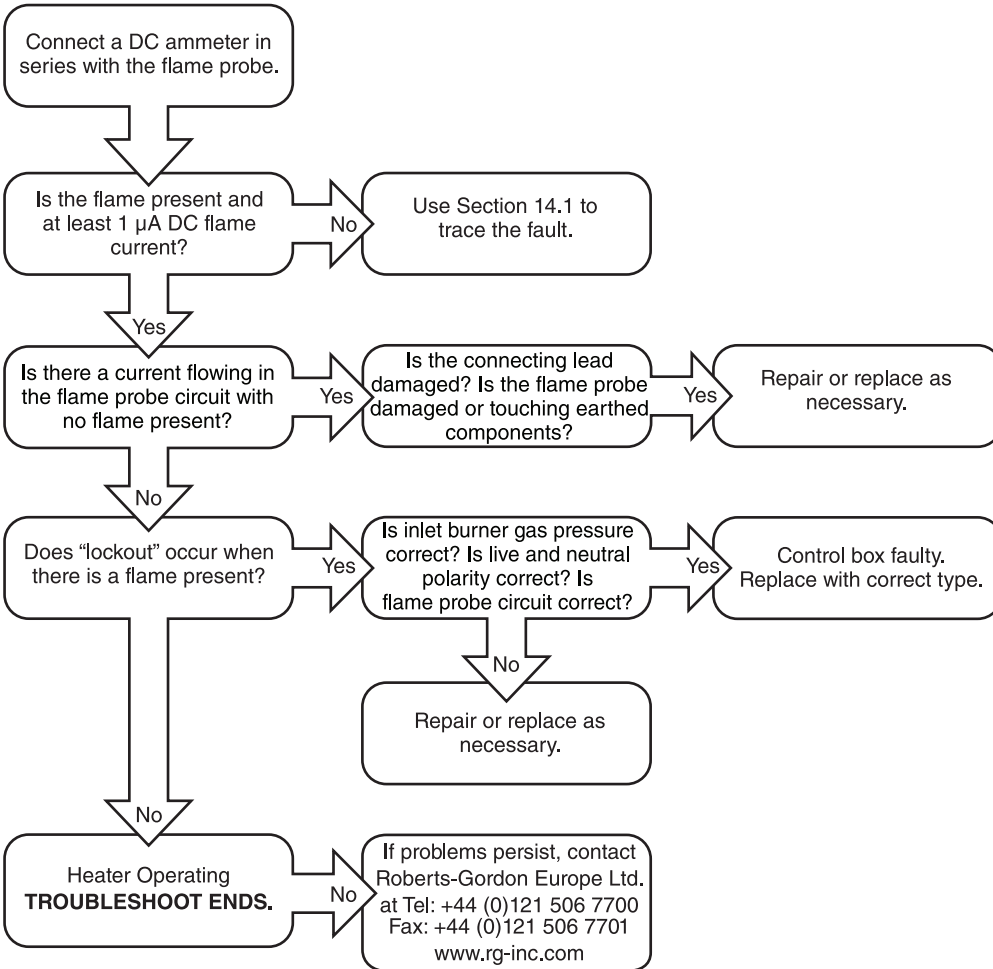 Connect a DC ammeter in
series with the flame probe.
Is the flame present and
at least 1 µA DC flame
current?
No
Use Section 14.1 to
trace the fault.
Yes
Is there a current flowing in
the flame probe circuit with
no flame present?
Yes
Is the connecting lead
damaged? Is the flame probe
damaged or touching earthed
components?
Yes
Repair or replace as
necessary.
No
Does “lockout” occur when
there is a flame present?
Yes
Is inlet burner gas pressure
correct? Is live and neutral
polarity correct? Is
flame probe circuit correct?
Yes
Control box faulty.
Replace with correct type.
No
Repair or replace as
necessary.
No
Heater Operating
TROUBLESHOOT ENDS.
No
If problems persist, contact
Roberts-Gordon Europe Ltd.
at Tel: +44 (0)121 506 7700
Fax: +44 (0)121 506 7701
www.rg-inc.com